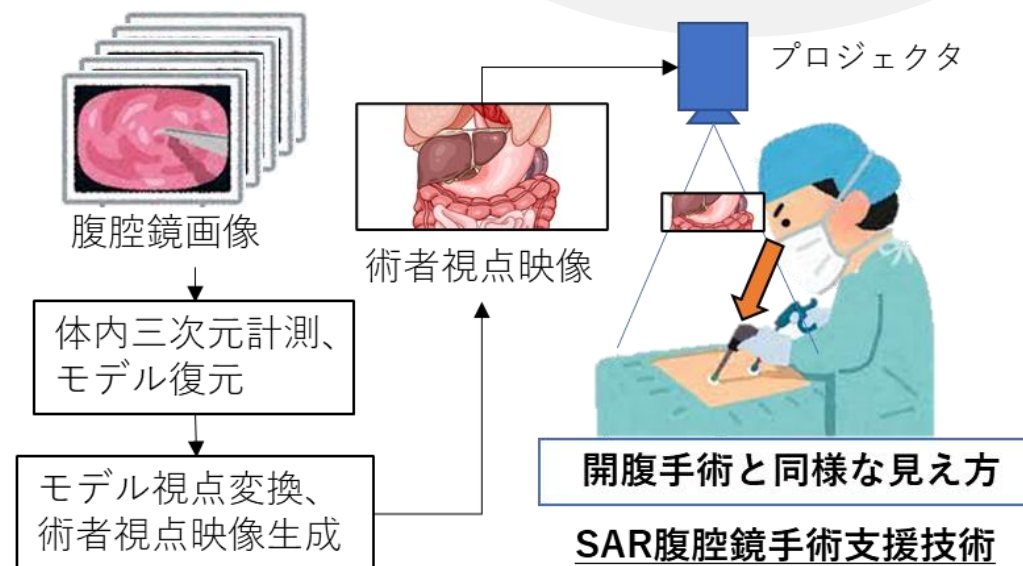 腹腔鏡画像
体内三次元計測、
モデル復元
モデル視点変換、
術者視点映像生成
術者視点映像
プロジェクタ
開腹手術と同様な見え方
SAR腹腔鏡手術支援技術